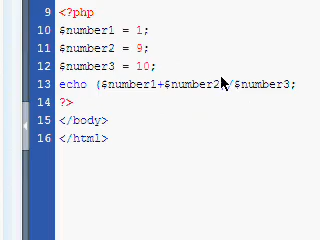 9 <?php
10 $number1 = 1;
11 $number2 = 9;
12 $number3 = 10;
13 echo ($number1+$number2 /$number3;
14 ?>
15 </body>
16 </html>